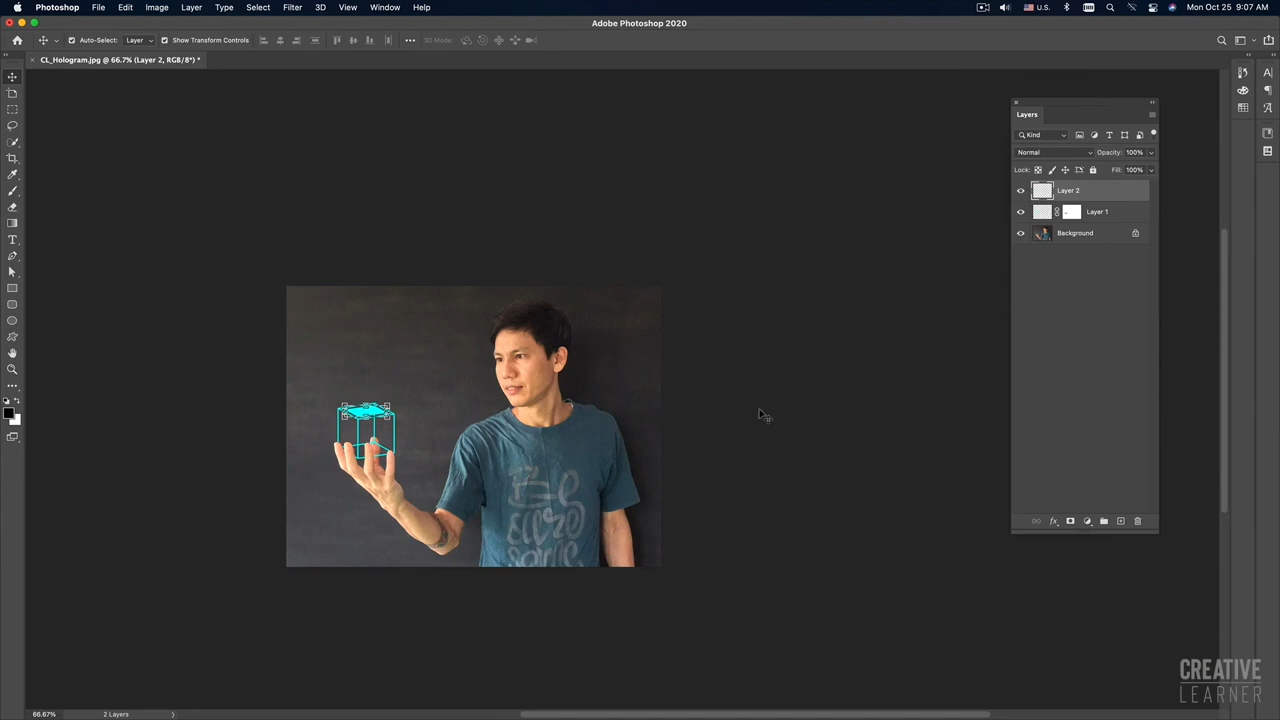 Photoshop File Edit Image Layer Type Select Filter 3D View Window Help U.S. Mon Oct 25 9:07 AM
Adobe Photoshop 2020
Auto-Select: Layer Show Transform Controls 3D Mode:
CL_Hologram.jpg @ 66.7% (Layer 2, RGB/8*) *
Layers
Kind
Normal Opacity: 100%
Lock: Fill: 100%
Layer 2
Layer 1
Background
fx
CREATIVE
LEARNER
66.67% 2 Layers